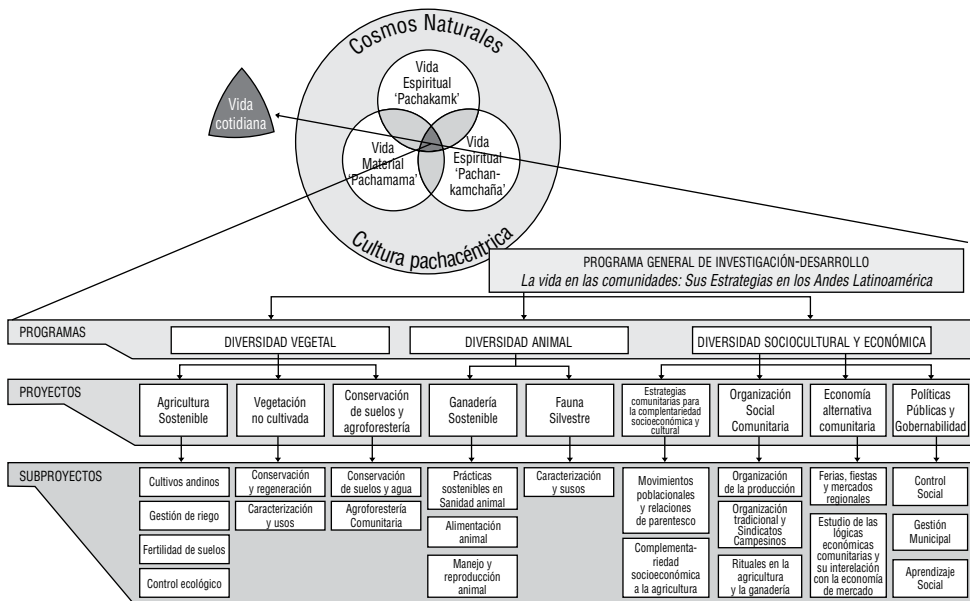 Cosmos Naturales
Vida
Espiritual
'Pachakamk'
Vida
cotidiana
Vida
Material
'Pachamama'
Vida
Espiritual
'Pachan-
kamchaña'
Cultura pachacéntrica
PROGRAMA GENERAL DE INVESTIGACIÓN-DESARROLLO
La vida en las comunidades: Sus Estrategias en los Andes Latinoamérica
PROGRAMAS
DIVERSIDAD VEGETAL
DIVERSIDAD ANIMAL
DIVERSIDAD SOCIOCULTURAL Y ECONÓMICA
PROYECTOS
Agricultura
Sostenible
Vegetación
no cultivada
Conservación
de suelos y
agroforestería
Ganadería
Sostenible
Fauna
Silvestre
Estrategias
comunitarias para la
complentariedad
socioeconómica y
cultural
Organización
Social
Comunitaria
Economía
alternativa
comunitaria
Políticas
Públicas y
Gobernabilidad
SUBPROYECTOS
Cultivos andinos
Gestión de riego
Fertilidad de suelos
Control ecológico
Conservación
y regeneración
Caracterización
y usos
Conservación
de suelos y agua
Agroforestería
Comunitaria
Prácticas
sostenibles en
Sanidad animal
Alimentación
animal
Manejo y
reproducción
animal
Caracterización
y susos
Movimientos
poblacionales
y relaciones
de parentesco
Complementa-
riedad
socioeconómica
a la agricultura
Organización
de la producción
Organización
tradicional y
Sindicatos
Campesinos
Rituales en la
agricultura
y la ganadería
Ferias, fiestas
y mercados
regionales
Estudio de las
lógicas
económicas
comunitarias y
su interelación
con la economía
de mercado
Control
Social
Gestión
Municipal
Aprendizaje
Social